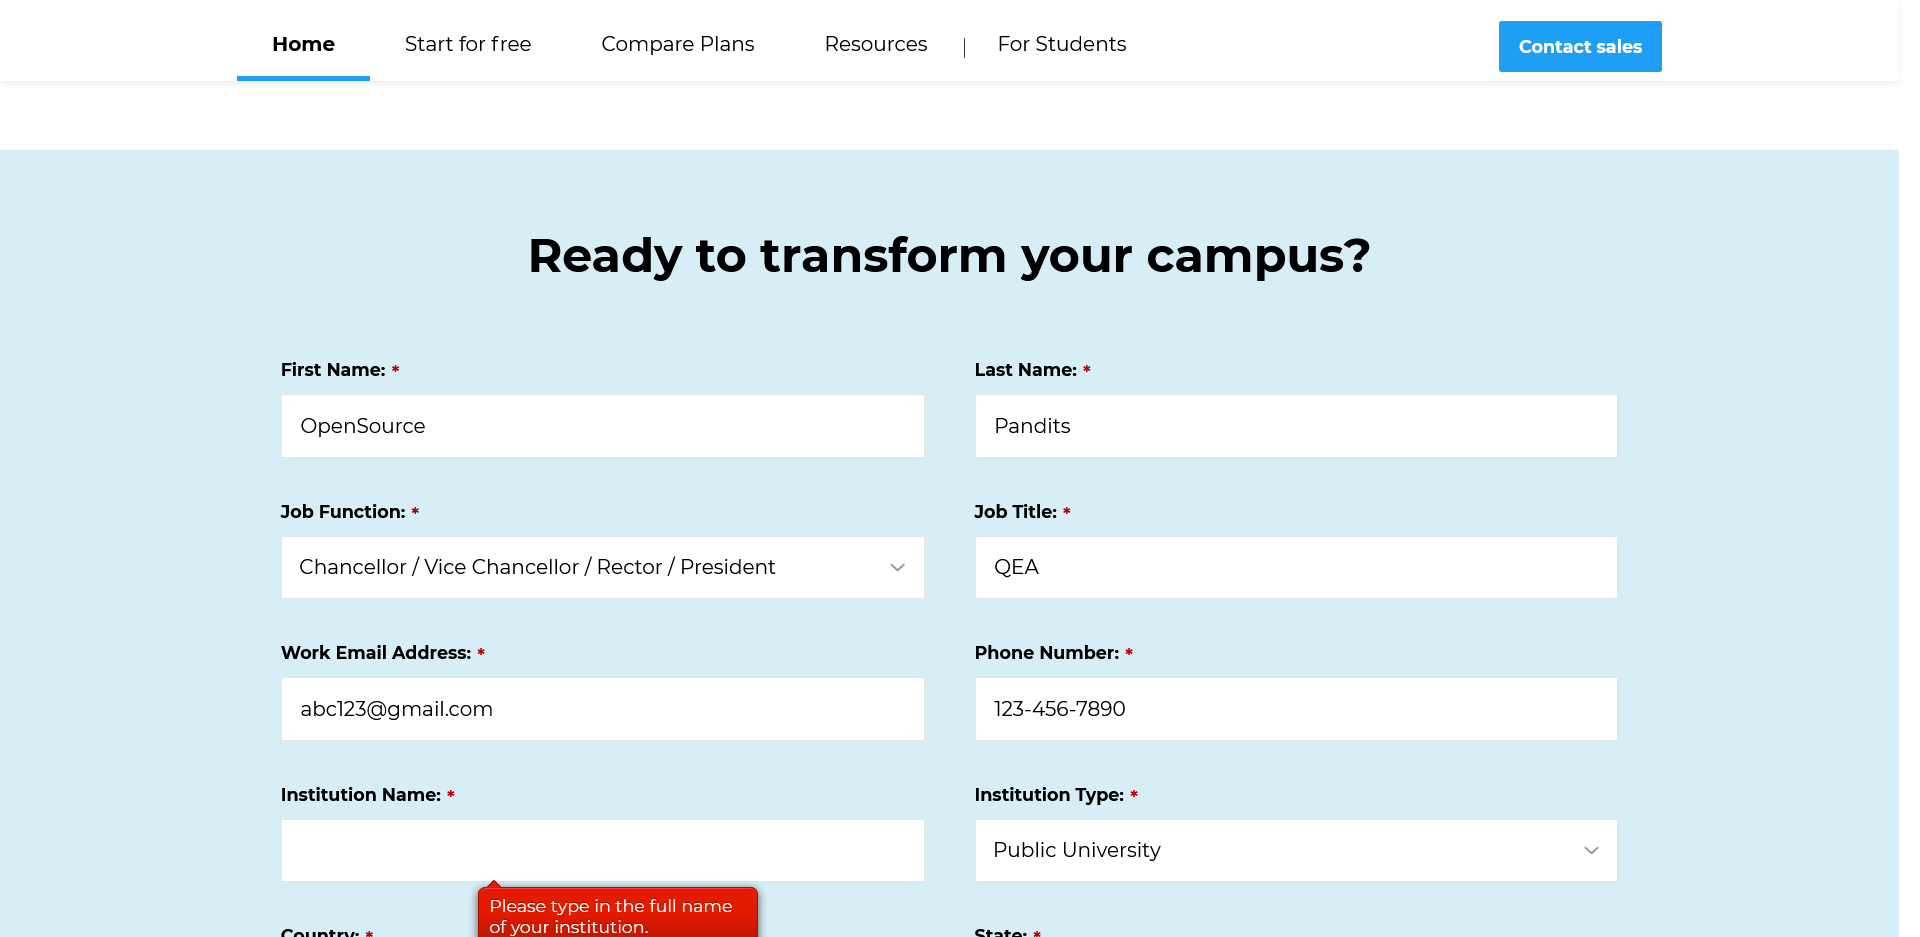 Home
Start for free
Compare Plans
Resources
|
For Students
Contact sales
Ready to transform your campus?
First Name: *
Last Name: *
OpenSource
Pandits
Job Function: *
Job Title: *
Chancellor / Vice Chancellor / Rector / President
QEA
Work Email Address: *
Phone Number: *
abc123@gmail.com
123-456-7890
Institution Name: *
Institution Type: *
Public University
Please type in the full name
of your institution.
Country: *
State: *